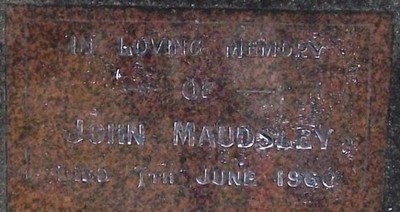 IN LOVING MEMORY
OF
JOHN MAUDSLEY
DIED 7TH JUNE 1960